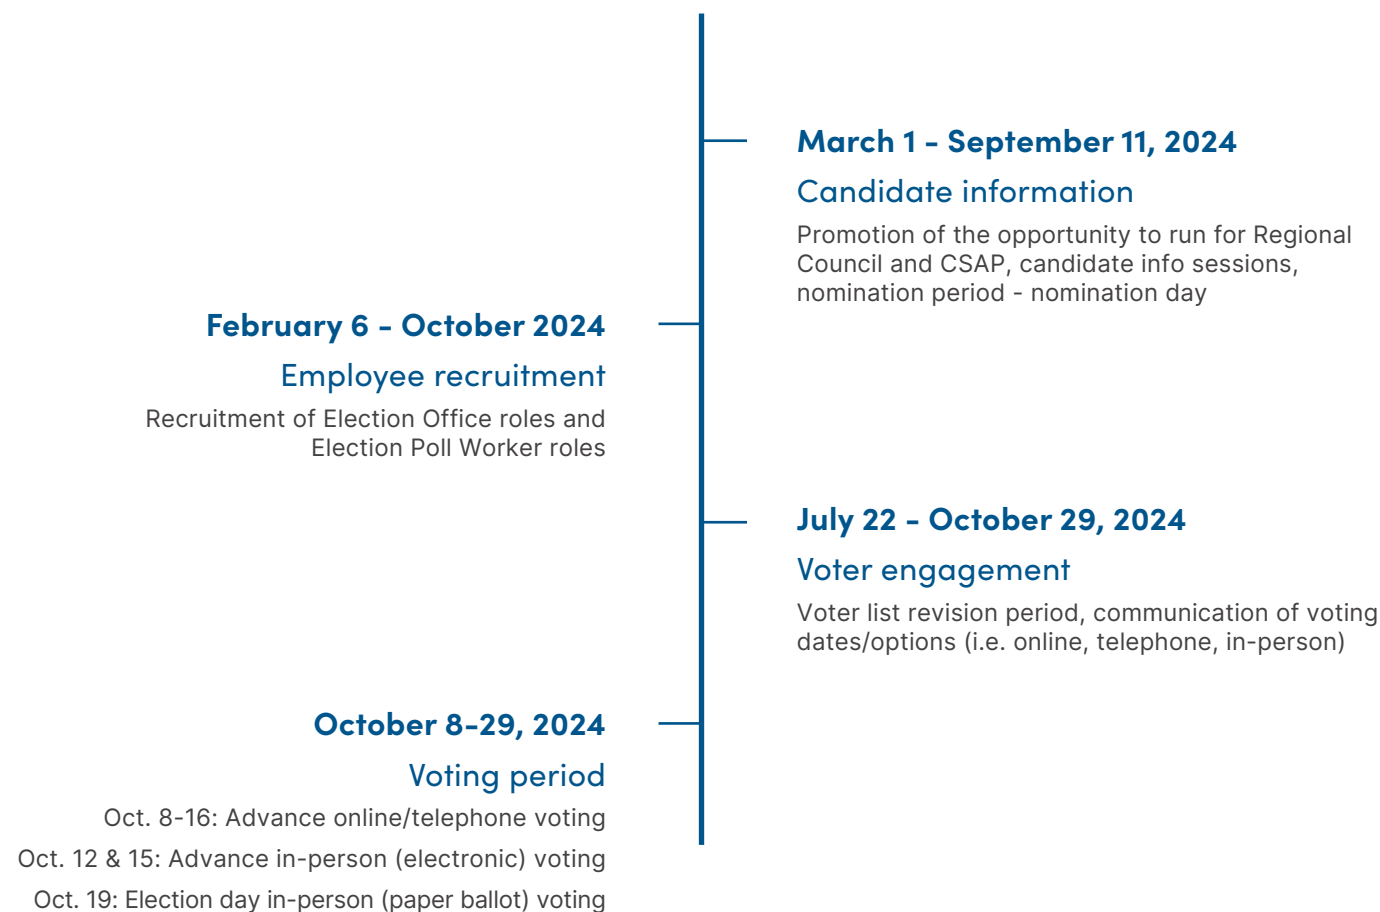 March 1 - September 11, 2024
Candidate information
Promotion of the opportunity to run for Regional
Council and CSAP, candidate info sessions,
nomination period - nomination day
February 6 - October 2024
Employee recruitment
Recruitment of Election Office roles and
Election Poll Worker roles
July 22 - October 29, 2024
Voter engagement
Voter list revision period, communication of voting
dates/options (i.e. online, telephone, in-person)
October 8-29, 2024
Voting period
Oct. 8-16: Advance online/telephone voting
Oct. 12 & 15: Advance in-person (electronic) voting
Oct. 19: Election day in-person (paper ballot) voting